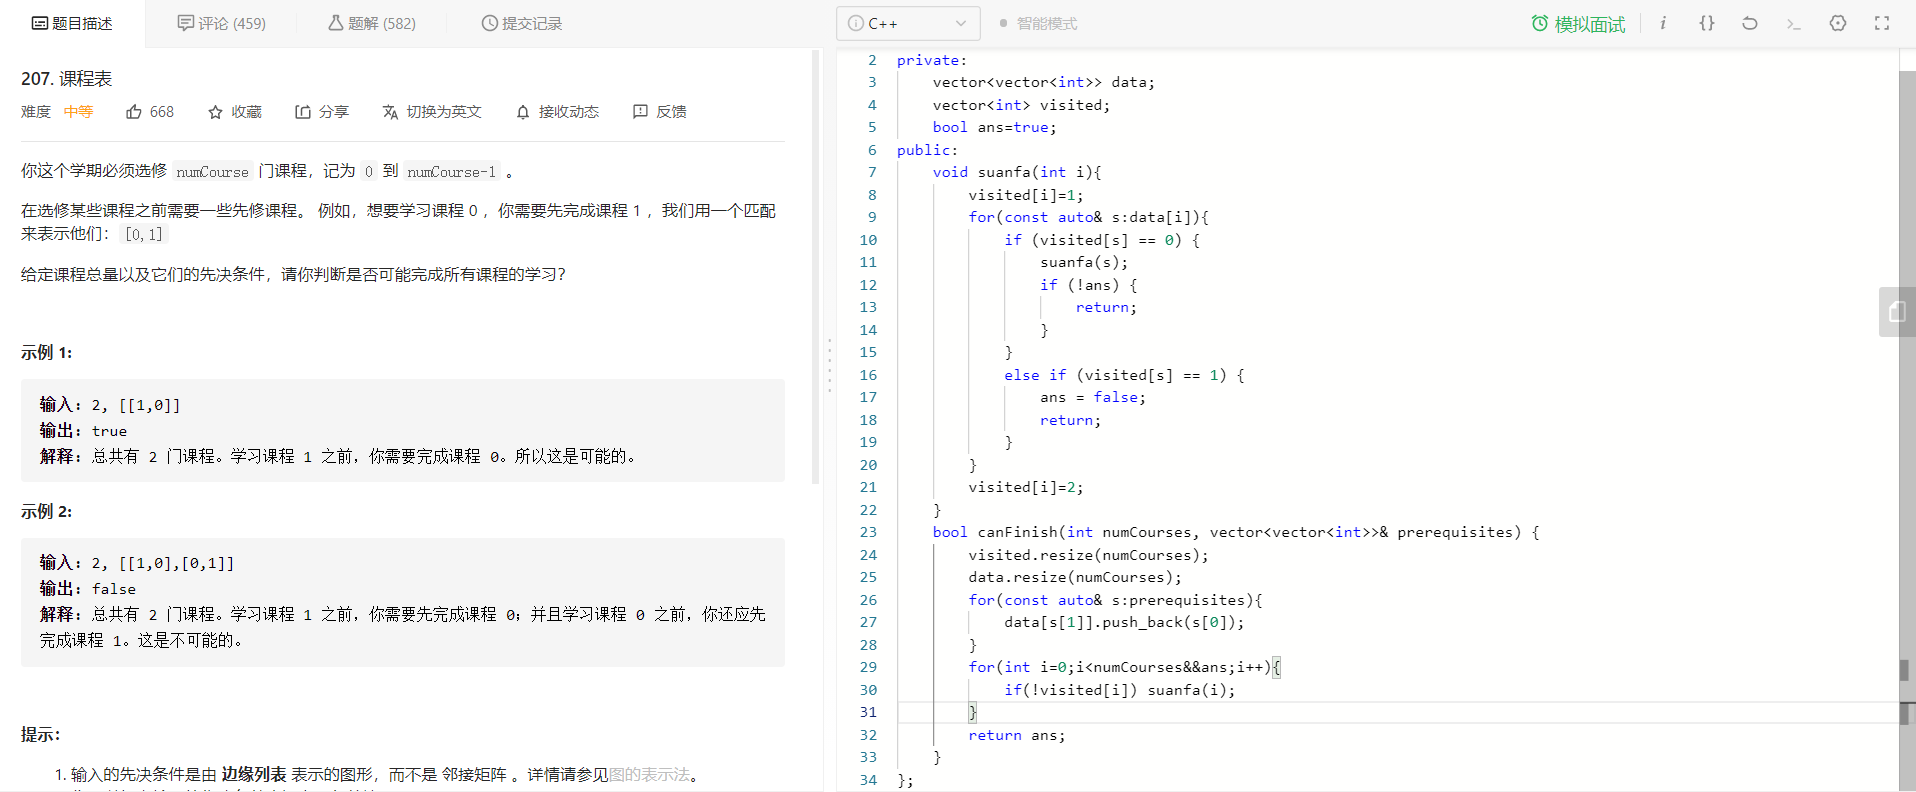 题目描述
评论 (459)
题解 (582)
提交记录
207. 课程表
难度 中等 668 收藏 分享 切换为英文 接收动态 反馈
你这个学期必须选修 numCourse 门课程，记为 0 到 numCourse-1 。
在选修某些课程之前需要一些先修课程。 例如，想要学习课程 0 ，你需要先完成课程 1 ，我们用一个匹配
来表示他们： [0,1]
给定课程总量以及它们的先决条件，请你判断是否可能完成所有课程的学习？
示例 1:
输入: 2, [[1,0]]
输出: true
解释: 总共有 2 门课程。学习课程 1 之前，你需要完成课程 0。所以这是可能的。
示例 2:
输入: 2, [[1,0],[0,1]]
输出: false
解释: 总共有 2 门课程。学习课程 1 之前，你需要先完成课程 0；并且学习课程 0 之前，你还应先
完成课程 1。这是不可能的。
提示：
1. 输入的先决条件是由 边缘列表 表示的图形，而不是 邻接矩阵 。详情请参见图的表示法。
C++
智能模式
模拟面试
2 private:
3 vector<vector<int>> data;
4 vector<int> visited;
5 bool ans=true;
6 public:
7 void suanfa(int i){
8 visited[i]=1;
9 for(const auto& s:data[i]){
10 if (visited[s] == 0) {
11 suanfa(s);
12 if (!ans) {
13 return;
14 }
15 }
16 else if (visited[s] == 1) {
17 ans = false;
18 return;
19 }
20 }
21 visited[i]=2;
22 }
23 bool canFinish(int numCourses, vector<vector<int>>& prerequisites) {
24 visited.resize(numCourses);
25 data.resize(numCourses);
26 for(const auto& s:prerequisites){
27 data[s[1]].push_back(s[0]);
28 }
29 for(int i=0;i<numCourses&&ans;i++){
30 if(!visited[i]) suanfa(i);
31 }
32 return ans;
33 }
34 };